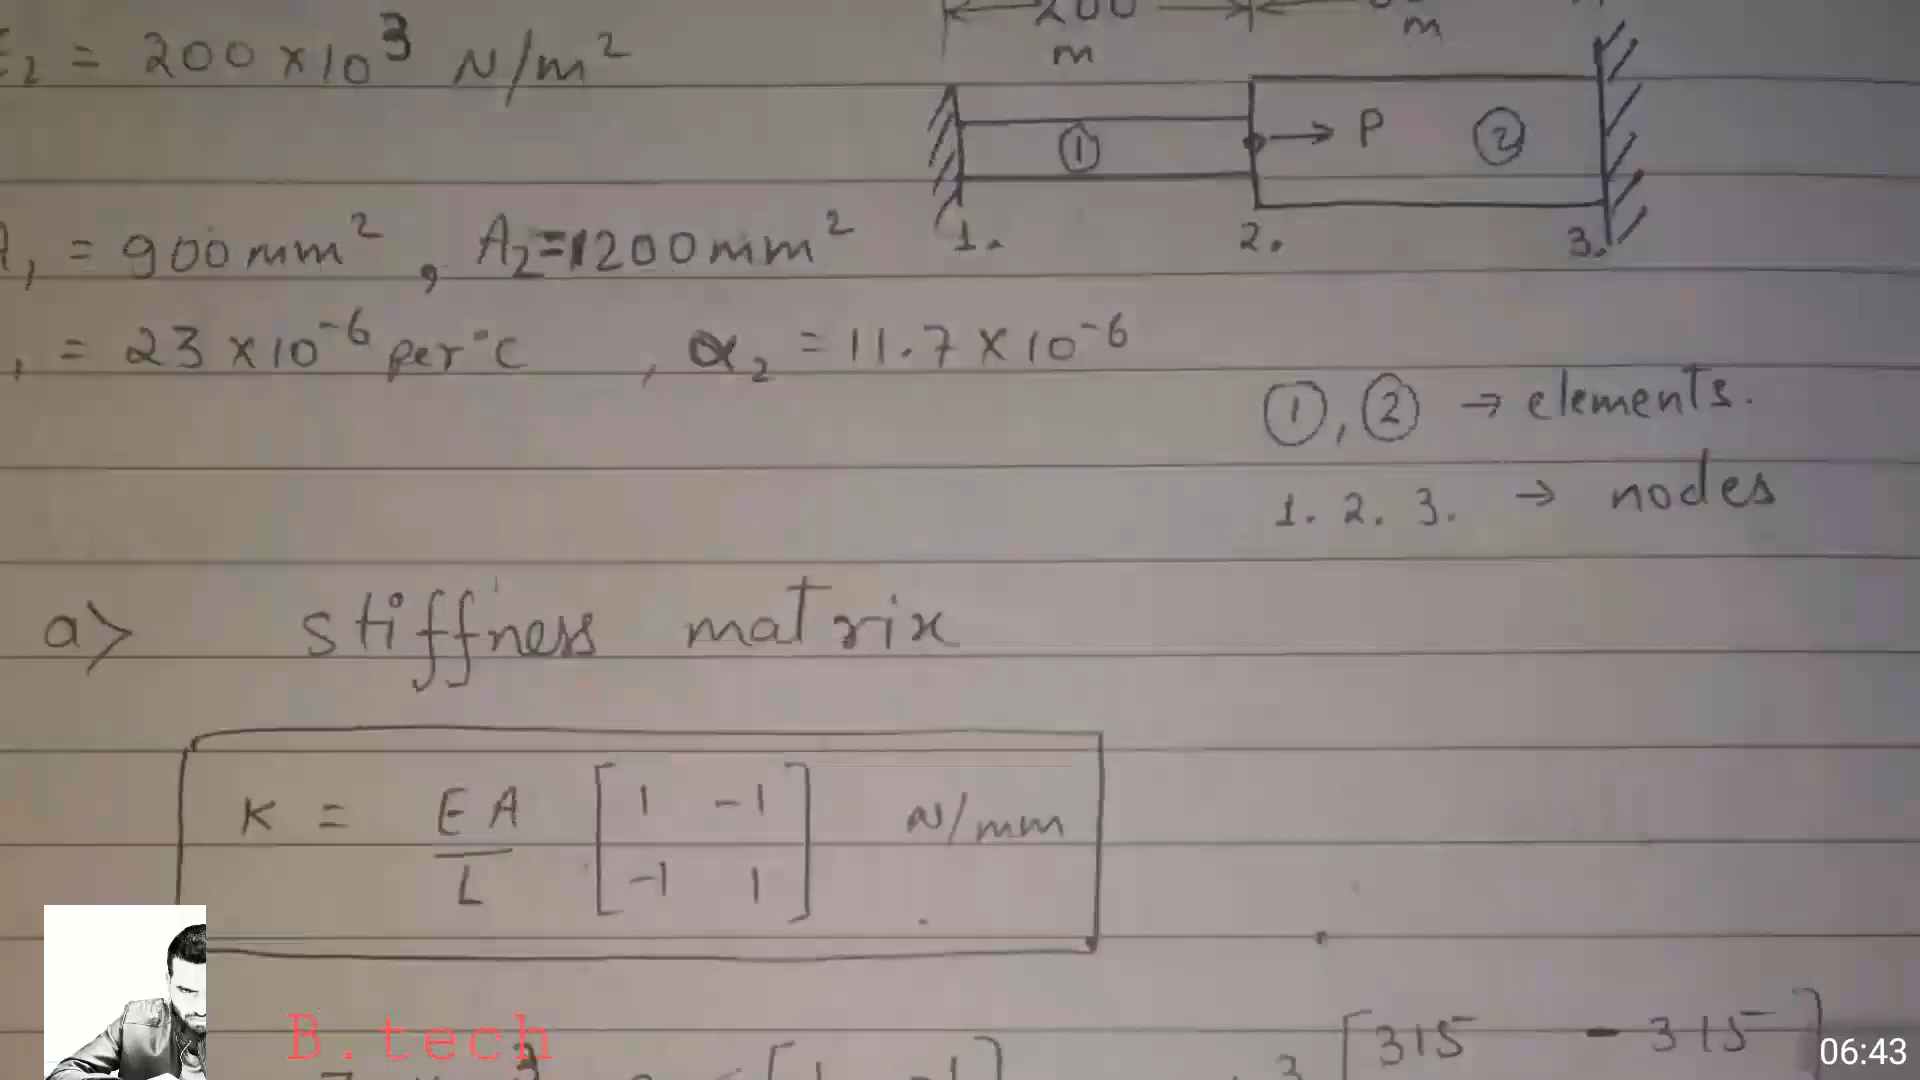 200
m
m
E2 = 200 × 10^3 N/m^2
① → P ②
1. 2. 3.
A1 = 900 mm^2, A2 = 1200 mm^2
1 = 23 × 10^-6 per °C, α2 = 11.7 × 10^-6
①, ② → elements.
1. 2. 3. → nodes
a> stiffness matrix
K = EA/L [1 -1
-1 1] N/mm
B.tech
[315 - 315]
06:43